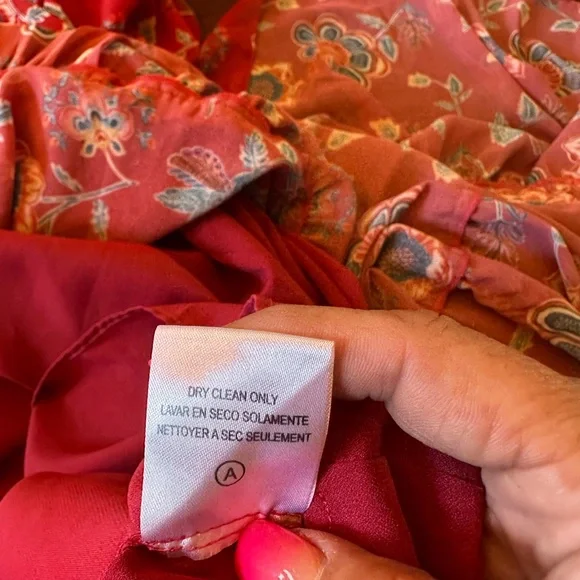 DRY CLEAN ONLY
LAVAR EN SECO SOLAMENTE
NETTOYER A SEC SEULEMENT
A